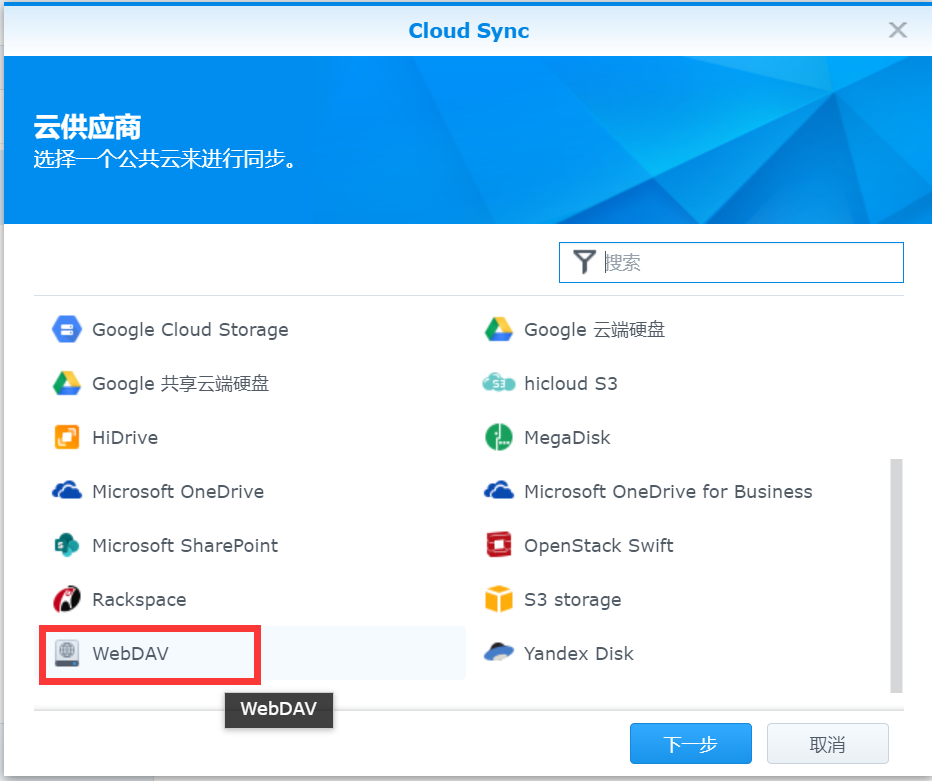 Cloud Sync
云供应商
选择一个公共云来进行同步。
搜索
Google Cloud Storage
Google 云端硬盘
Google 共享云端硬盘
hicloud S3
HiDrive
MegaDisk
Microsoft OneDrive
Microsoft OneDrive for Business
Microsoft SharePoint
OpenStack Swift
Rackspace
S3 storage
WebDAV
Yandex Disk
WebDAV
下一步
取消